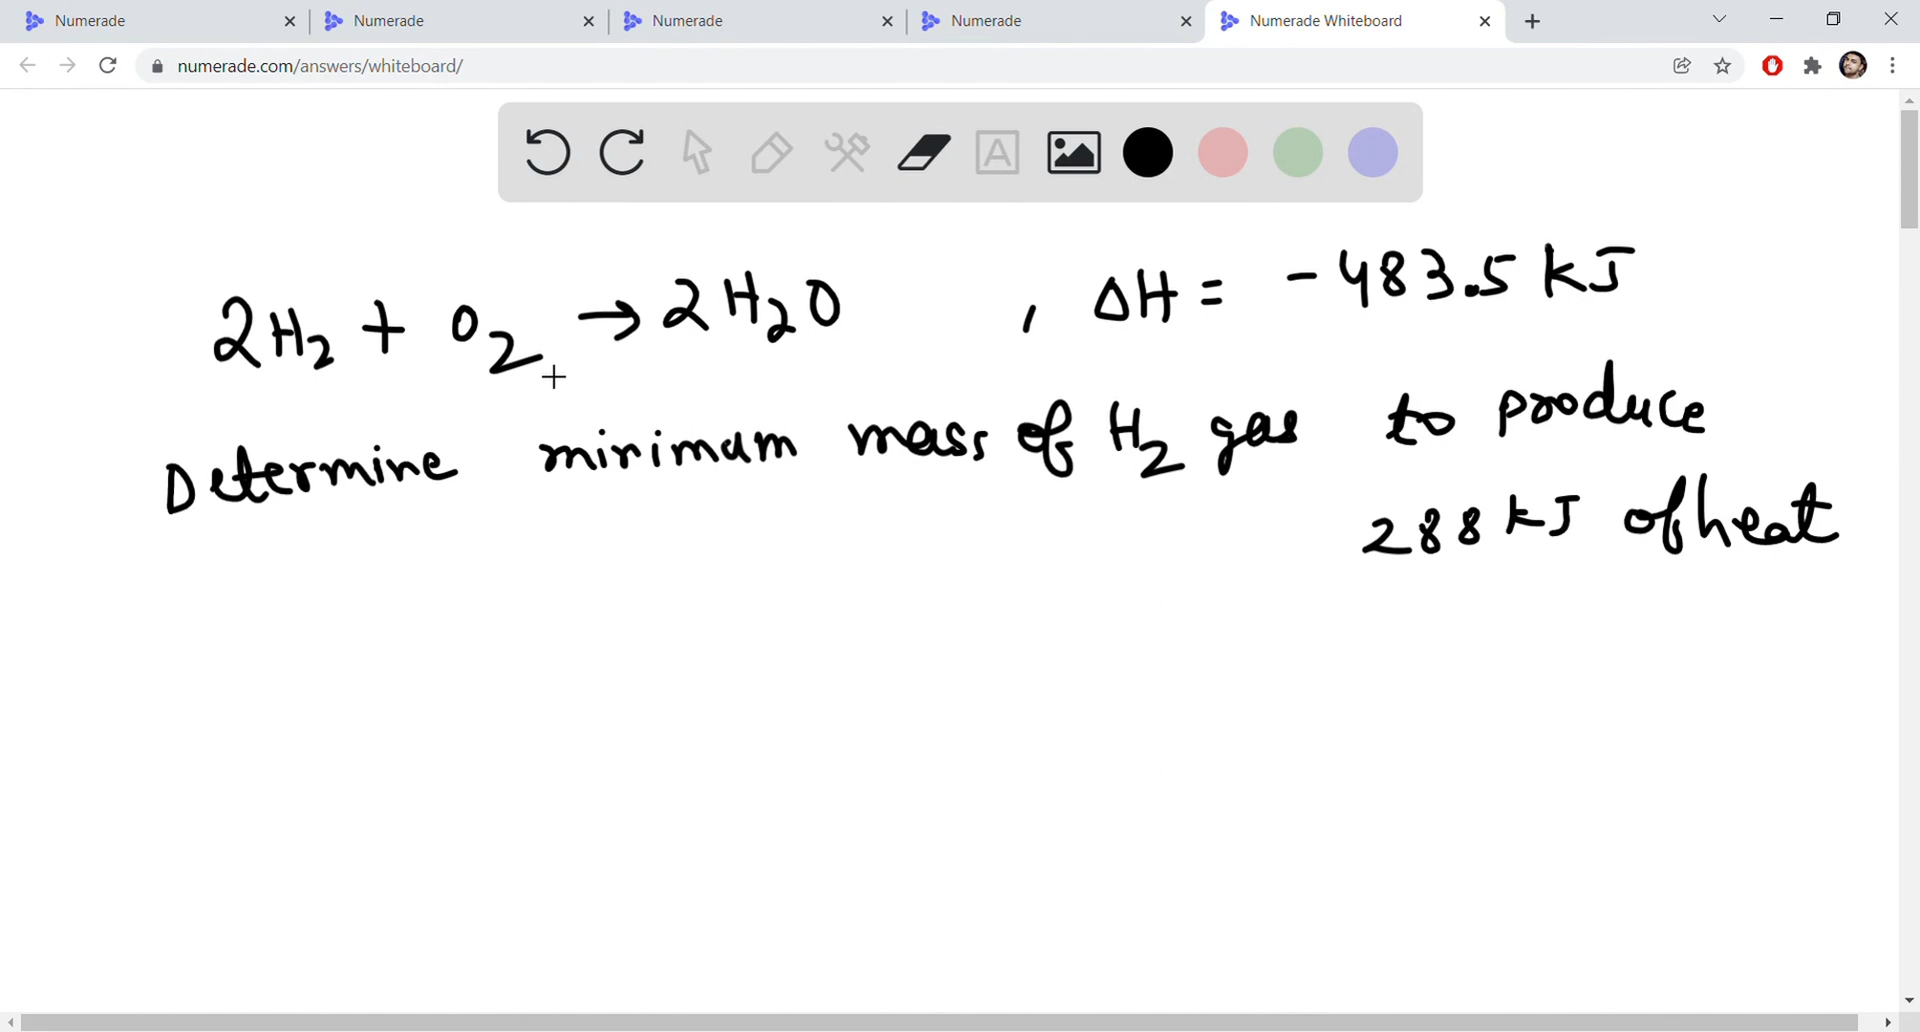 Numerade Numerade Numerade Numerade Numerade Whiteboard
numerade.com/answers/whiteboard/
A
2H₂ + O₂ → 2H₂O , ΔH = -483.5 kJ
Determine minimum mass of H₂ gas to produce
288 kJ of heat